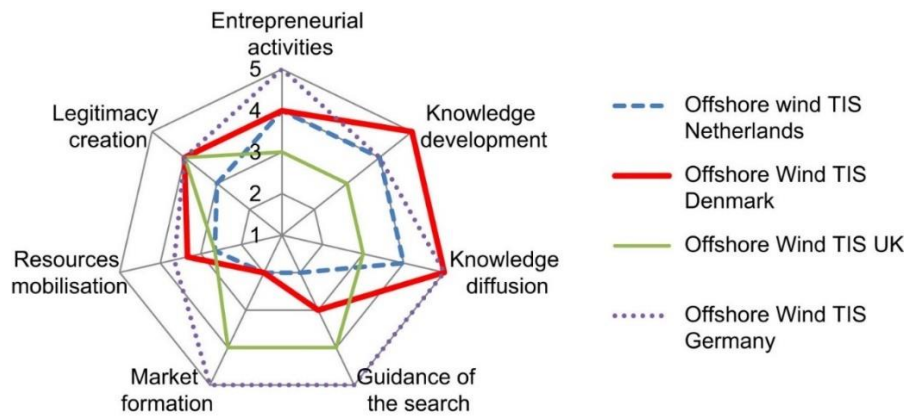 Entrepreneurial
activities
5
4
3
2
1
Knowledge
development
Knowledge
diffusion
Guidance of
the search
Market
formation
Resources
mobilisation
Legitimacy
creation
Offshore wind TIS
Netherlands
Offshore Wind TIS
Denmark
Offshore Wind TIS UK
Offshore Wind TIS
Germany